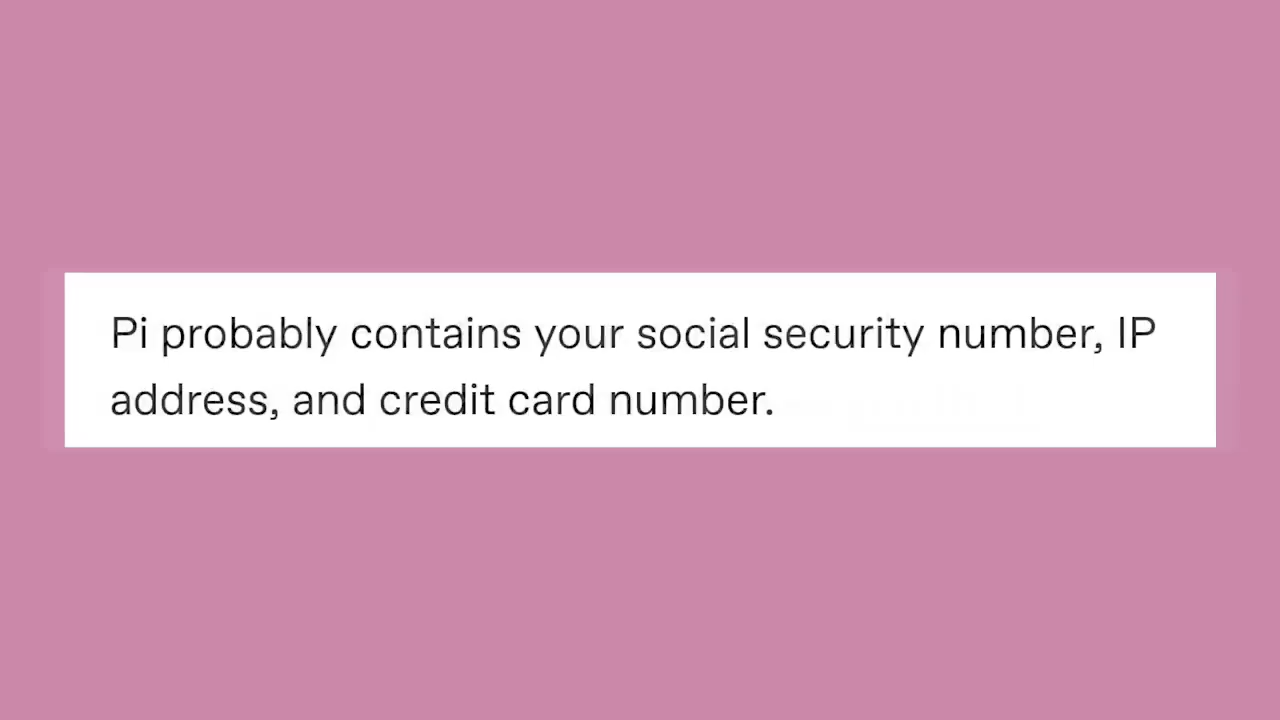 Pi probably contains your social security number, IP
address, and credit card number.